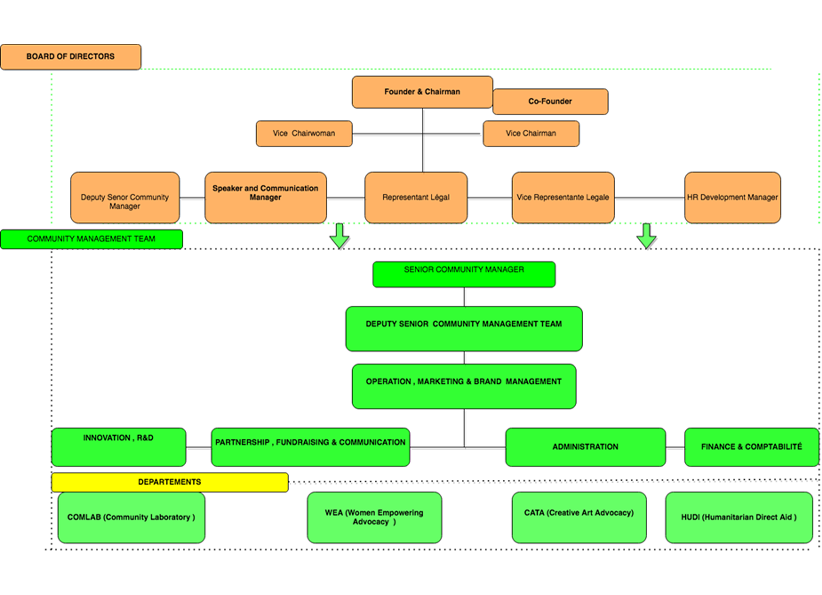 BOARD OF DIRECTORS
Founder & Chairman
Co-Founder
Vice Chairwoman
Vice Chairman
Deputy Senor Community
Manager
Speaker and Communication
Manager
Representant Légal
Vice Representante Legale
HR Development Manager
COMMUNITY MANAGEMENT TEAM
SENIOR COMMUNITY MANAGER
DEPUTY SENIOR COMMUNITY MANAGEMENT TEAM
OPERATION , MARKETING & BRAND MANAGEMENT
INNOVATION , R&D
PARTNERSHIP , FUNDRAISING & COMMUNICATION
ADMINISTRATION
FINANCE & COMPTABILITÉ
DEPARTEMENTS
COMLAB (Community Laboratory )
WEA (Women Empowering
Advocacy )
CATA (Creative Art Advocacy)
HUDI (Humanitarian Direct Aid )